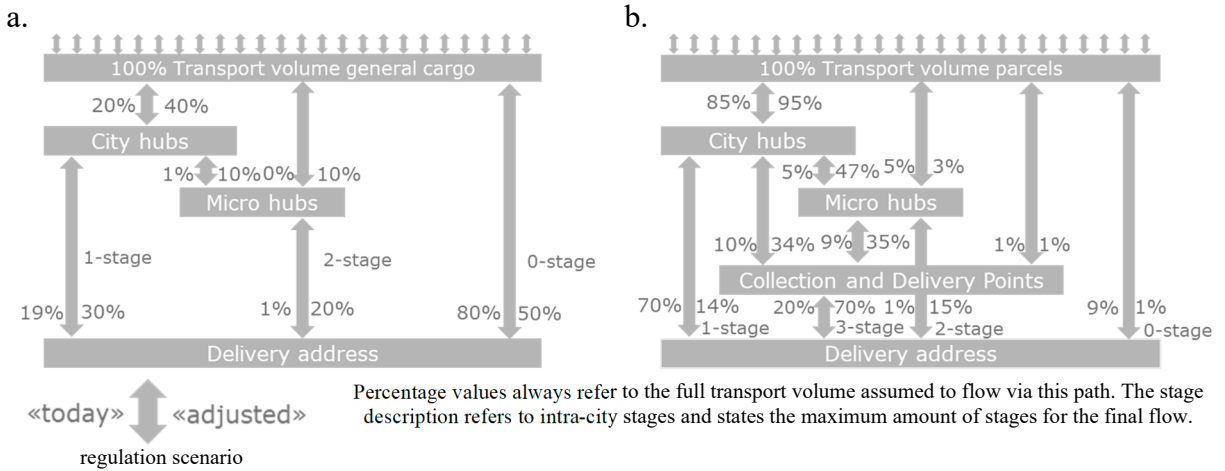 a.
100% Transport volume general cargo
20% 40%
City hubs
1% 10% 0% 10%
Micro hubs
1-stage
2-stage
0-stage
19% 30%
1% 20%
80% 50%
Delivery address
b.
100% Transport volume parcels
85% 95%
City hubs
5% 47% 5% 3%
Micro hubs
10% 34% 9% 35%
1% 1%
Collection and Delivery Points
70% 14%
20% 70% 1% 15%
9% 1%
1-stage
3-stage
2-stage
0-stage
Delivery address
«today» «adjusted»
regulation scenario
Percentage values always refer to the full transport volume assumed to flow via this path. The stage
description refers to intra-city stages and states the maximum amount of stages for the final flow.